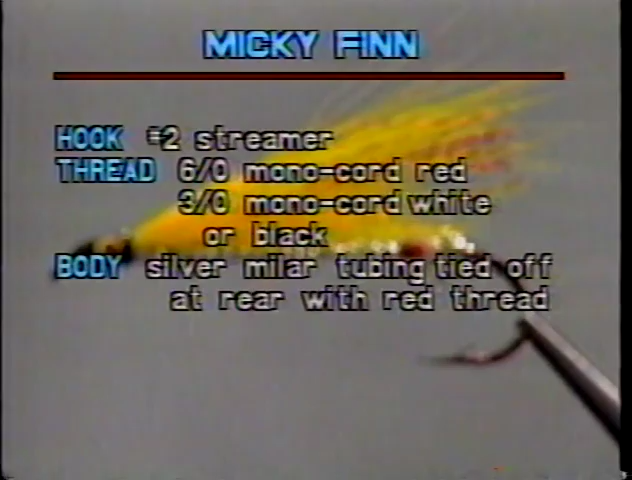 MICKY FINN
HOOK #2 streamer
THREAD 6/0 mono-cord red
3/0 mono-cord white
or black
BODY silver milar tubing tied off
at rear with red thread